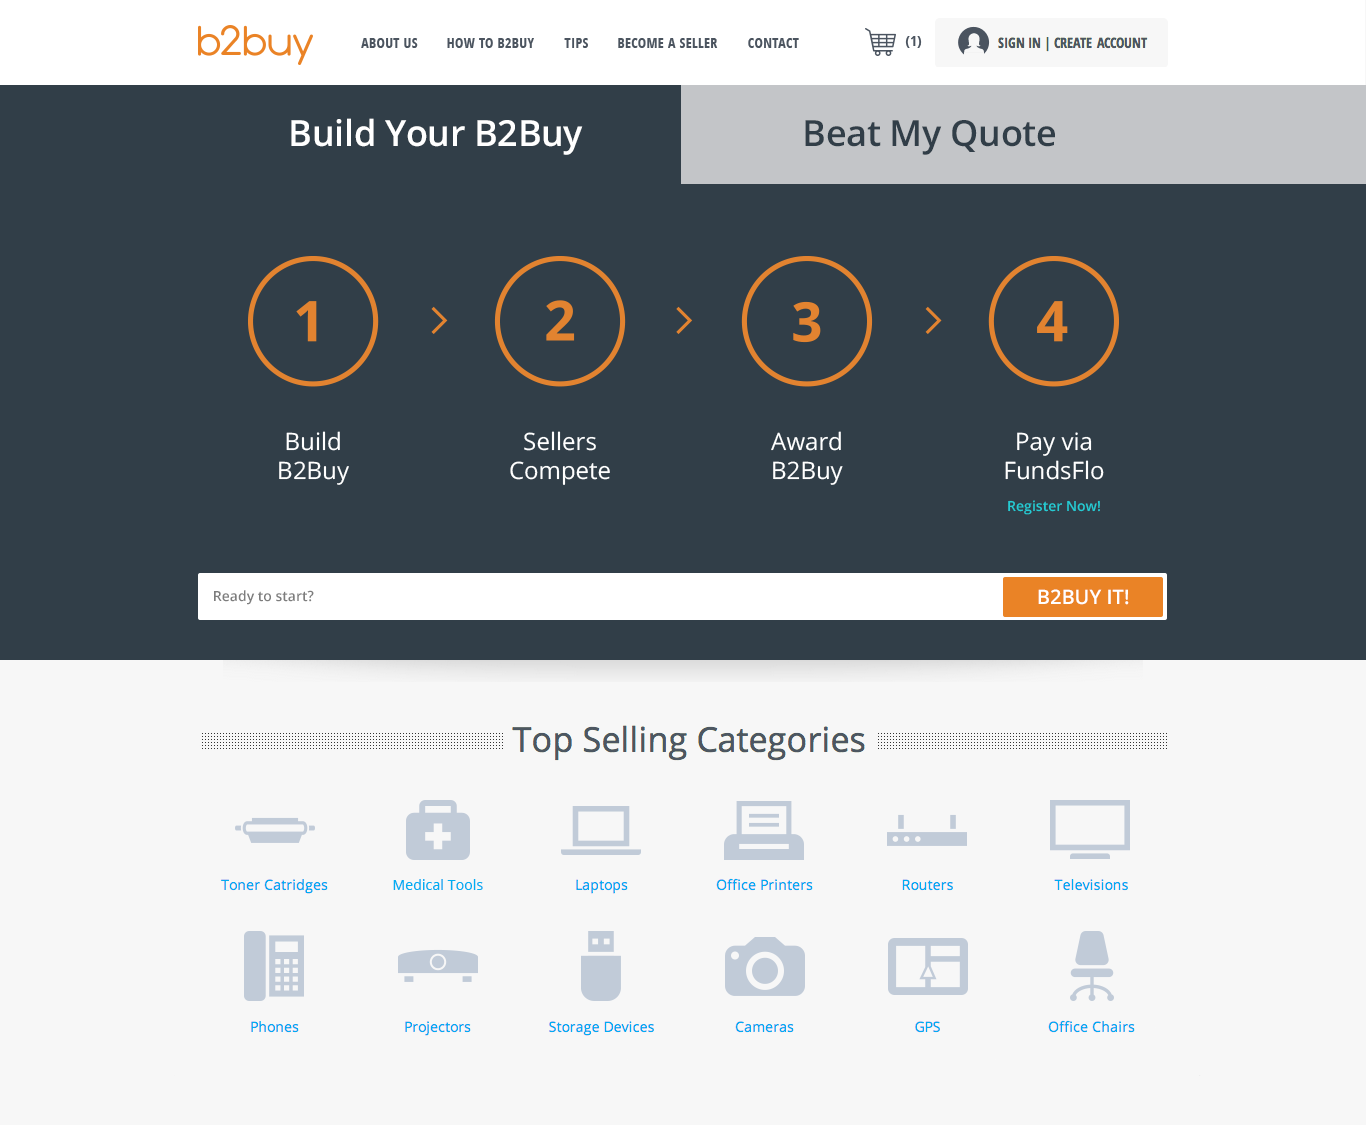 b2buy
ABOUT US
HOW TO B2BUY
TIPS
BECOME A SELLER
CONTACT
(1)
SIGN IN | CREATE ACCOUNT
Build Your B2Buy
Beat My Quote
1
2
3
4
Build
B2Buy
Sellers
Compete
Award
B2Buy
Pay via
FundsFlo
Register Now!
Ready to start?
B2BUY IT!
Top Selling Categories
Toner Catridges
Medical Tools
Laptops
Office Printers
Routers
Televisions
Phones
Projectors
Storage Devices
Cameras
GPS
Office Chairs